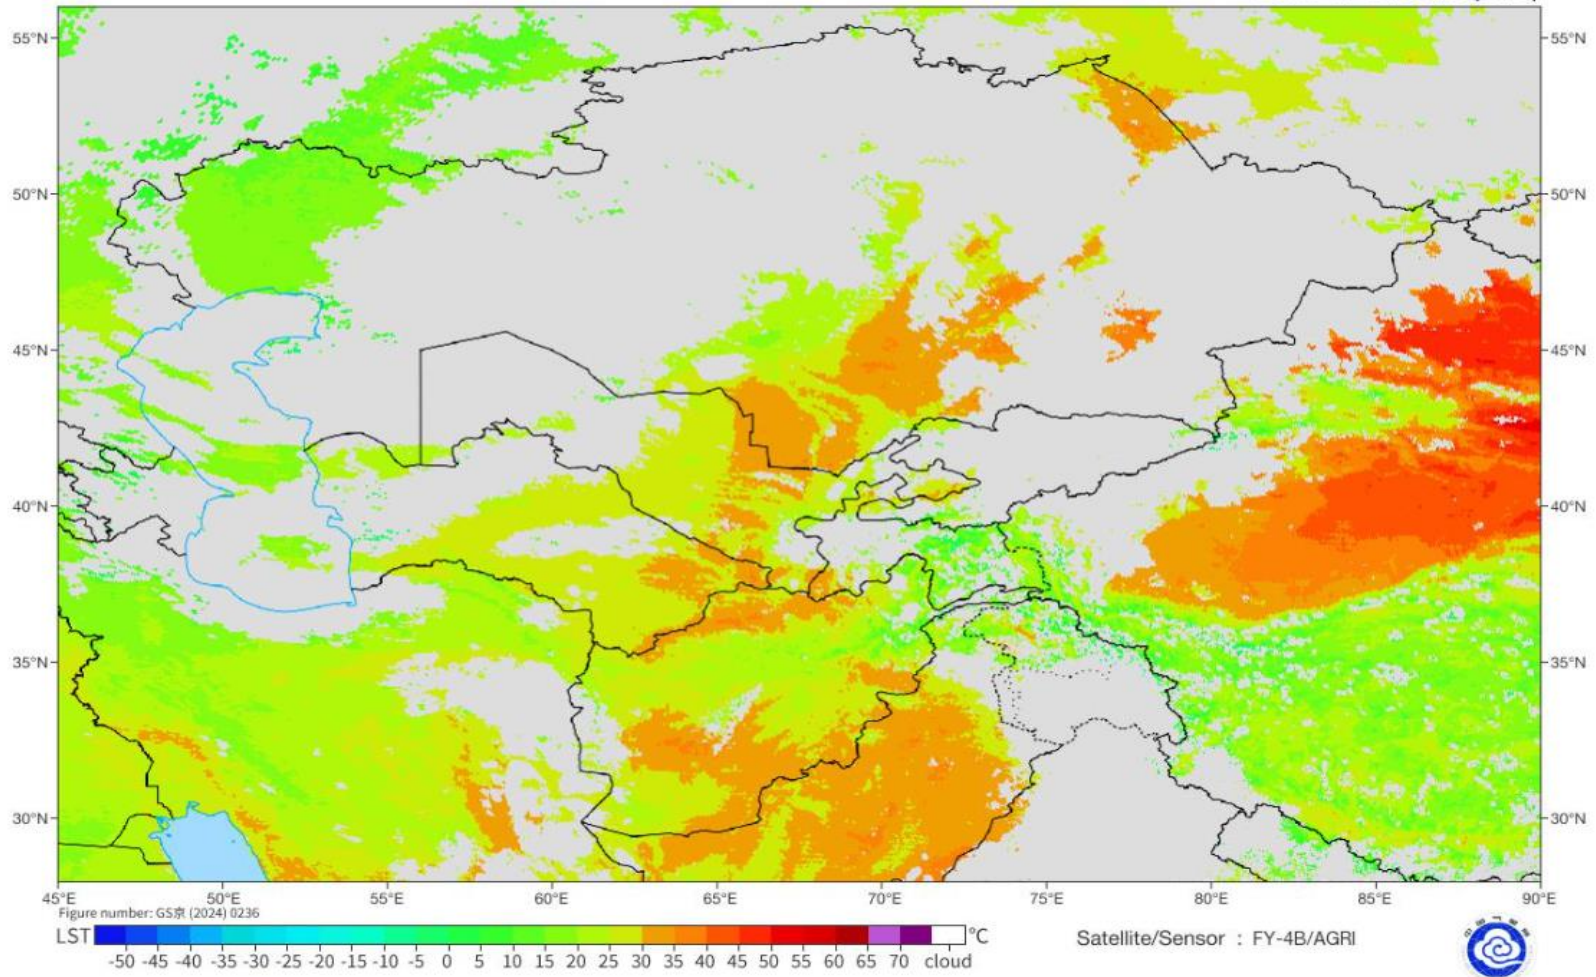 55°N 55°N
50°N 50°N
45°N 45°N
40°N 40°N
35°N 35°N
30°N 30°N
45°E 50°E 55°E 60°E 65°E 70°E 75°E 80°E 85°E 90°E
Figure number: GS京 (2024) 0236
LST °C
-50 -45 -40 -35 -30 -25 -20 -15 -10 -5 0 5 10 15 20 25 30 35 40 45 50 55 60 65 70 cloud
Satellite/Sensor : FY-4B/AGRI